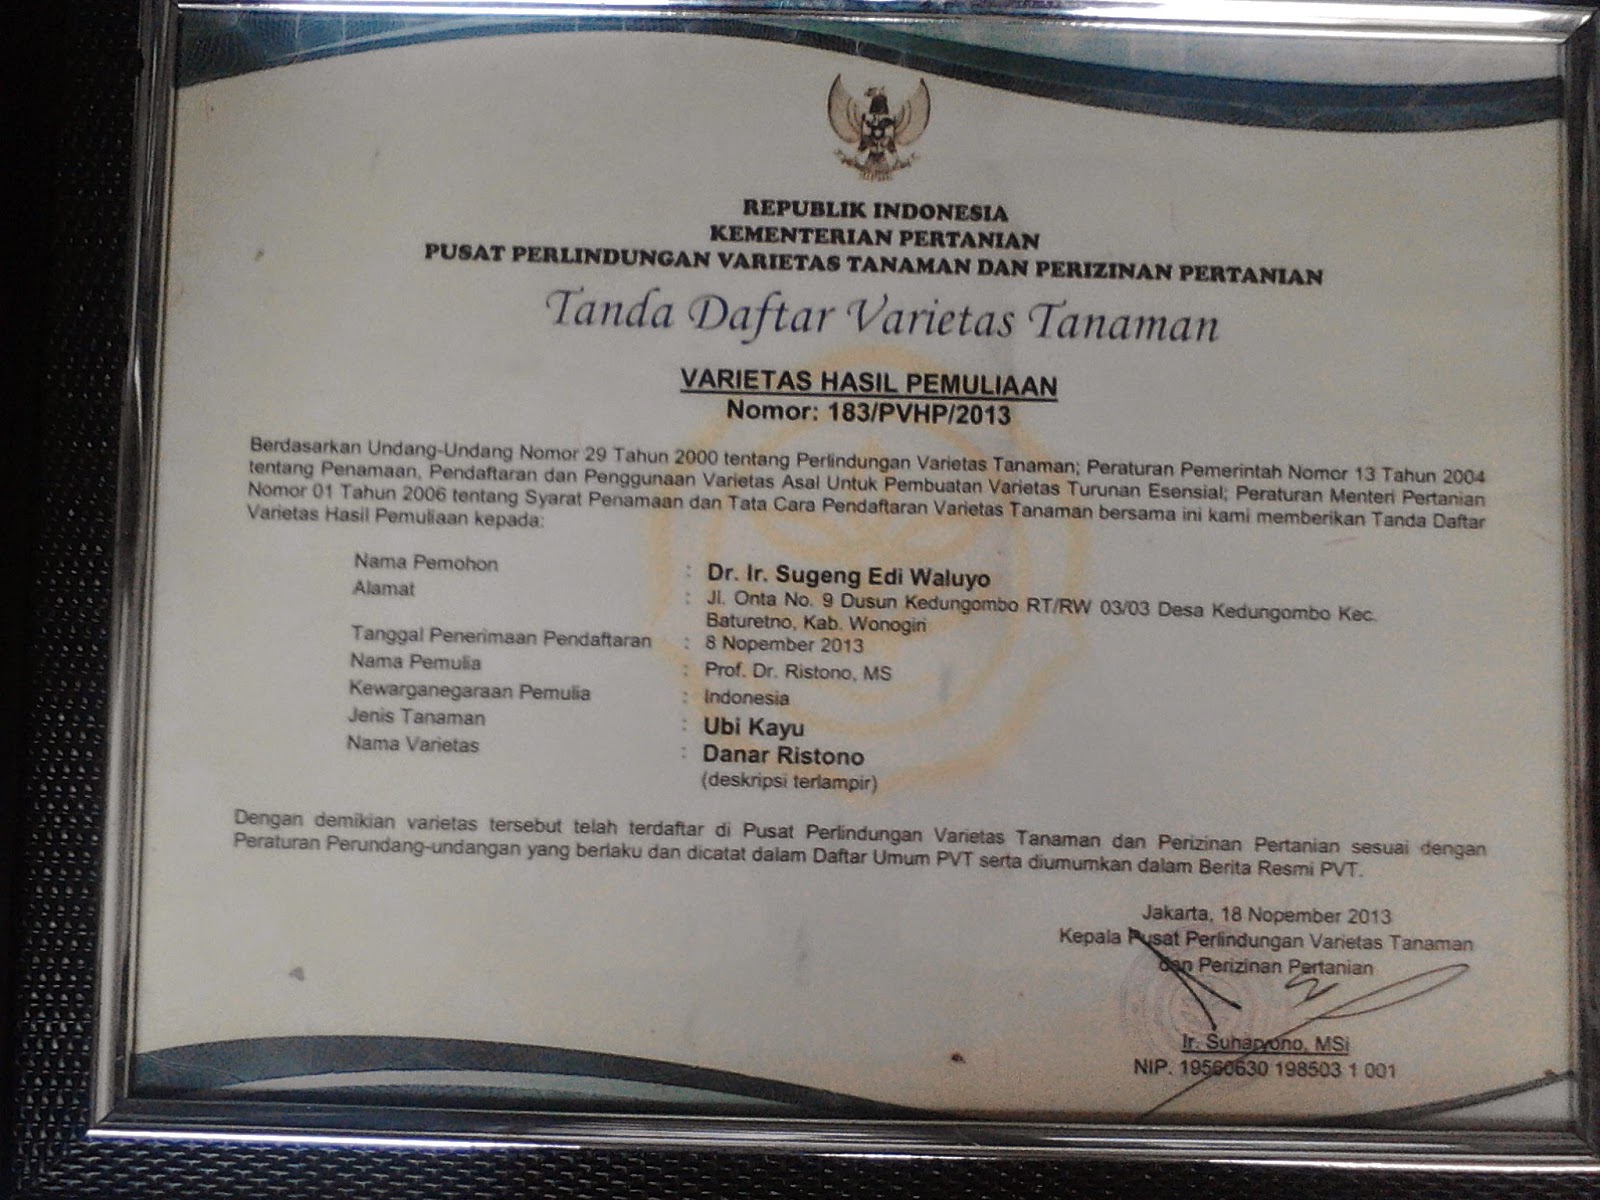 REPUBLIK INDONESIA
KEMENTERIAN PERTANIAN
PUSAT PERLINDUNGAN VARIETAS TANAMAN DAN PERIZINAN PERTANIAN
Tanda Daftar Varietas Tanaman
VARIETAS HASIL PEMULIAAN
Nomor: 183/PVHP/2013
Berdasarkan Undang-Undang Nomor 29 Tahun 2000 tentang Perlindungan Varietas Tanaman; Peraturan Pemerintah Nomor 13 Tahun 2004
tentang Penamaan, Pendaftaran dan Penggunaan Varietas Asal Untuk Pembuatan Varietas Turunan Esensial; Peraturan Menteri Pertanian
Nomor 01 Tahun 2006 tentang Syarat Penamaan dan Tata Cara Pendaftaran Varietas Tanaman bersama ini kami memberikan Tanda Daftar
Varietas Hasil Pemuliaan kepada:
Nama Pemohon : Dr. Ir. Sugeng Edi Waluyo
Alamat : Jl. Onta No. 9 Dusun Kedungombo RT/RW 03/03 Desa Kedungombo Kec.
Baturetno, Kab. Wonogiri
Tanggal Penerimaan Pendaftaran : 8 Nopember 2013
Nama Pemulia : Prof. Dr. Ristono, MS
Kewarganegaraan Pemulia : Indonesia
Jenis Tanaman : Ubi Kayu
Nama Varietas : Danar Ristono
(deskripsi terlampir)
Dengan demikian varietas tersebut telah terdaftar di Pusat Perlindungan Varietas Tanaman dan Perizinan Pertanian sesuai dengan
Peraturan Perundang-undangan yang berlaku dan dicatat dalam Daftar Umum PVT serta diumumkan dalam Berita Resmi PVT.
Jakarta, 18 Nopember 2013
Kepala Pusat Perlindungan Varietas Tanaman
dan Perizinan Pertanian
Ir. Suharyono, MSi
NIP. 19560630 198503 1 001